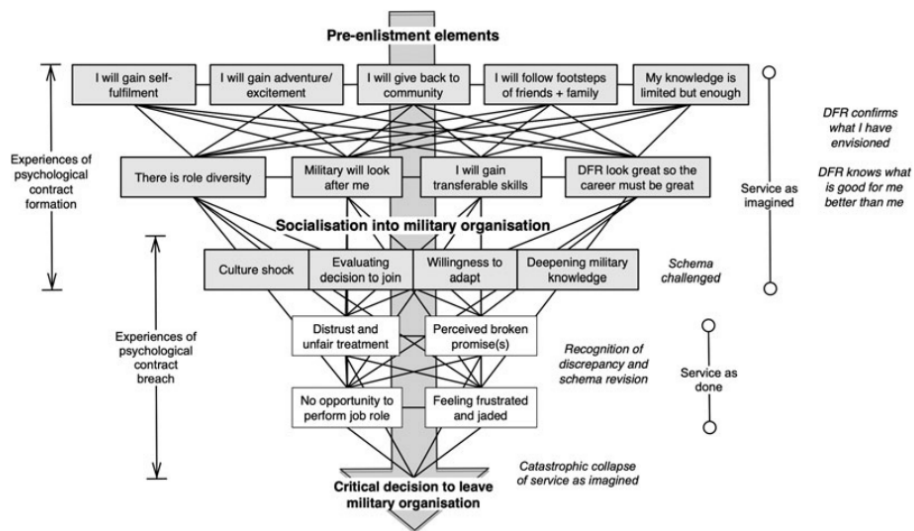 Pre-enlistment elements
I will gain self-
fulfilment
I will gain adventure/
excitement
I will give back to
community
I will follow footsteps
of friends + family
My knowledge is
limited but enough
There is role diversity
Military will look
after me
I will gain
transferable skills
DFR look great so the
career must be great
Experiences of
psychological
contract
formation
Service as
imagined
DFR confirms
what I have
envisioned
DFR knows what
is good for me
better than me
Socialisation into military organisation
Culture shock
Evaluating
decision to join
Willingness to
adapt
Deepening military
knowledge
Schema
challenged
Distrust and
unfair treatment
Perceived broken
promise(s)
Experiences of
psychological
contract
breach
Recognition of
discrepancy and
schema revision
Service as
done
No opportunity to
perform job role
Feeling frustrated
and jaded
Catastrophic collapse
of service as imagined
Critical decision to leave
military organisation